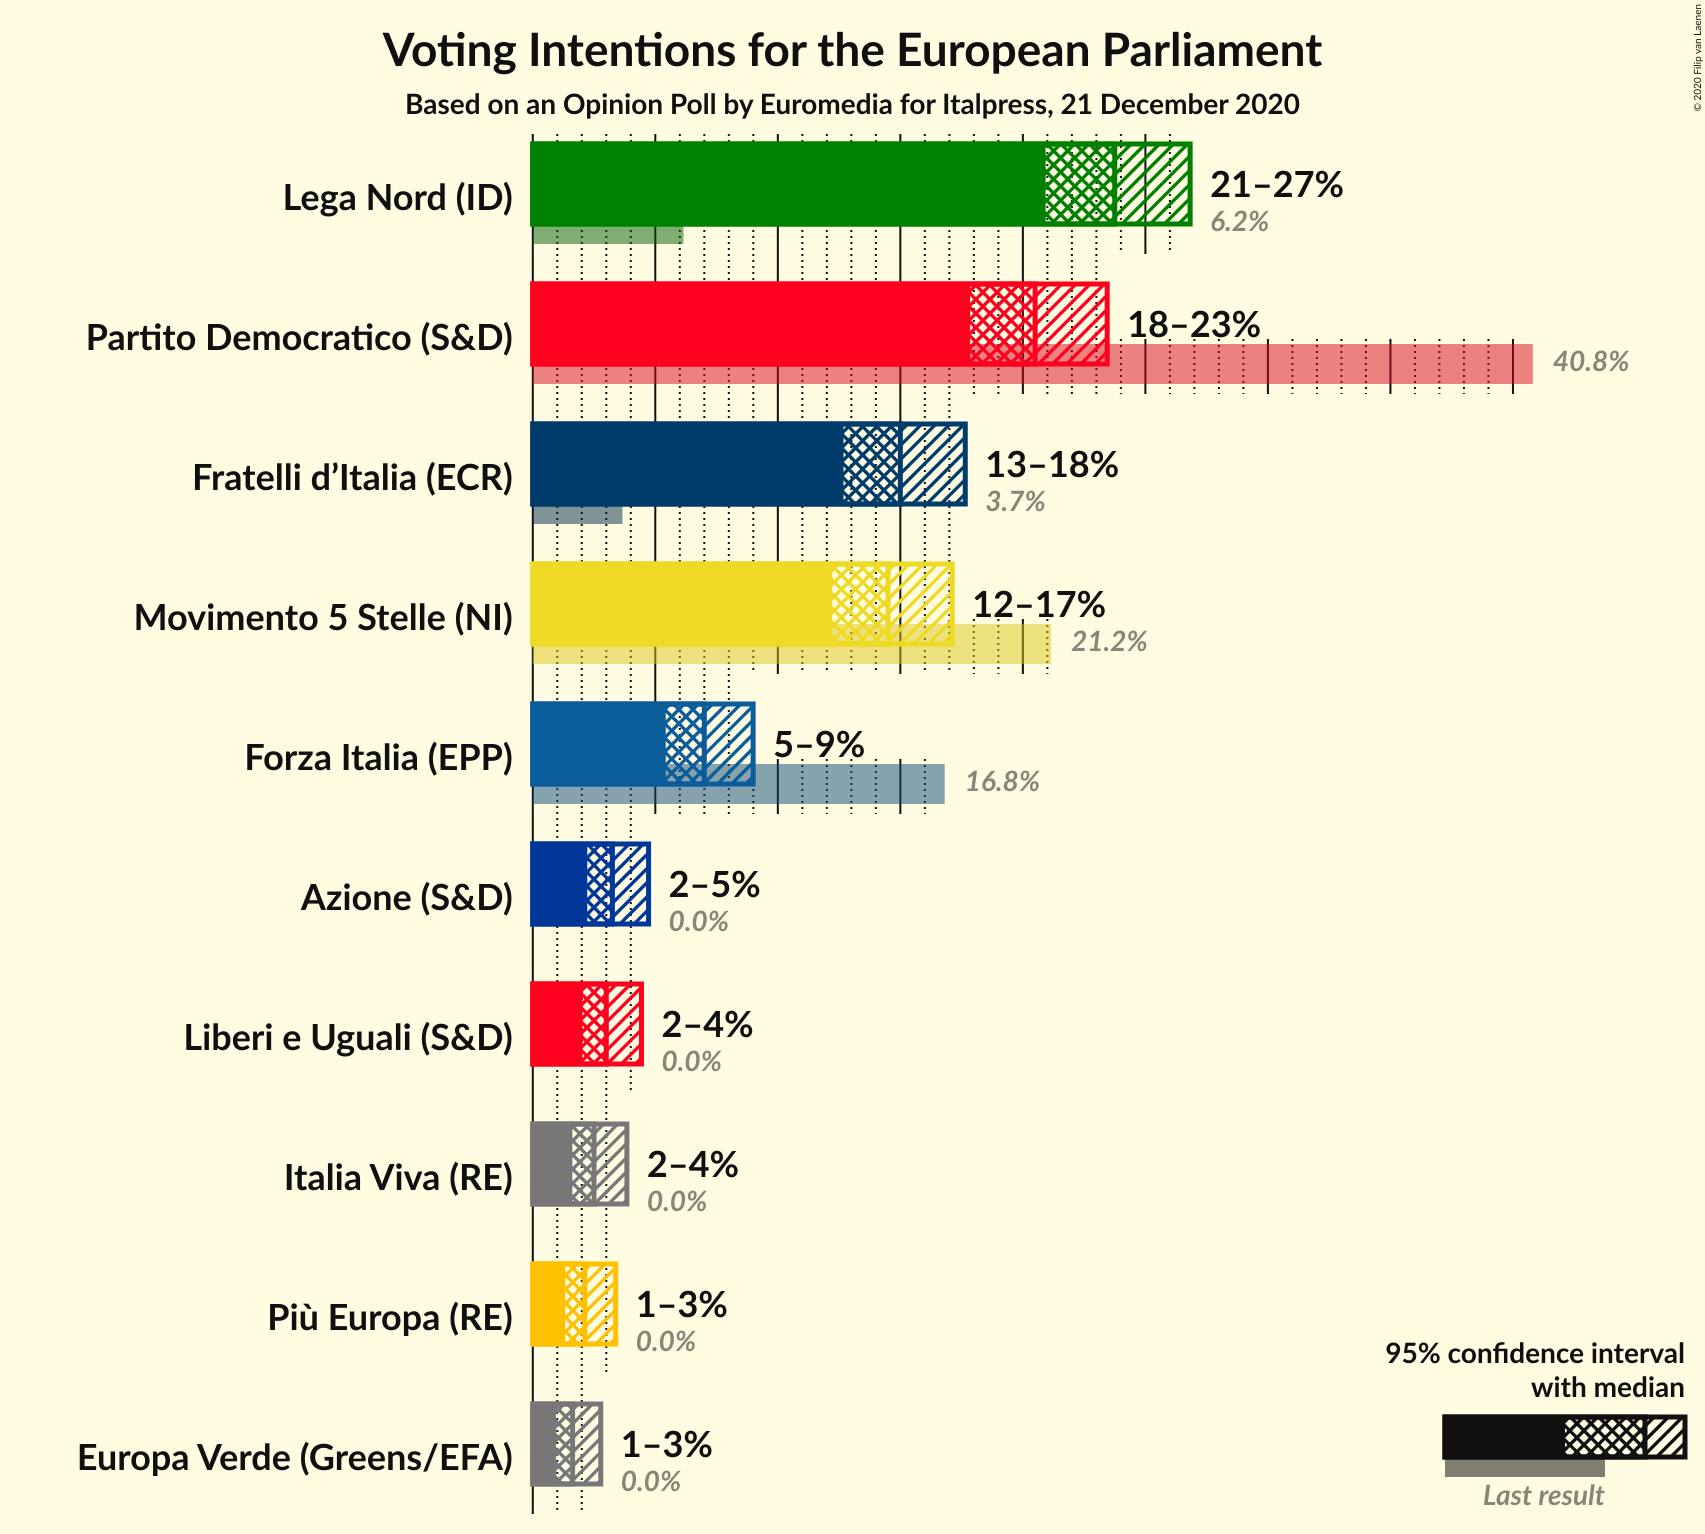 Voting Intentions for the European Parliament
Based on an Opinion Poll by Euromedia for Italpress, 21 December 2020
© 2020 Filip van Laenen
Lega Nord (ID)
21–27%
6.2%
Partito Democratico (S&D)
18–23%
40.8%
Fratelli d’Italia (ECR)
13–18%
3.7%
Movimento 5 Stelle (NI)
12–17%
21.2%
Forza Italia (EPP)
5–9%
16.8%
Azione (S&D)
2–5%
0.0%
Liberi e Uguali (S&D)
2–4%
0.0%
Italia Viva (RE)
2–4%
0.0%
Più Europa (RE)
1–3%
0.0%
Europa Verde (Greens/EFA)
1–3%
0.0%
95% confidence interval
with median
Last result